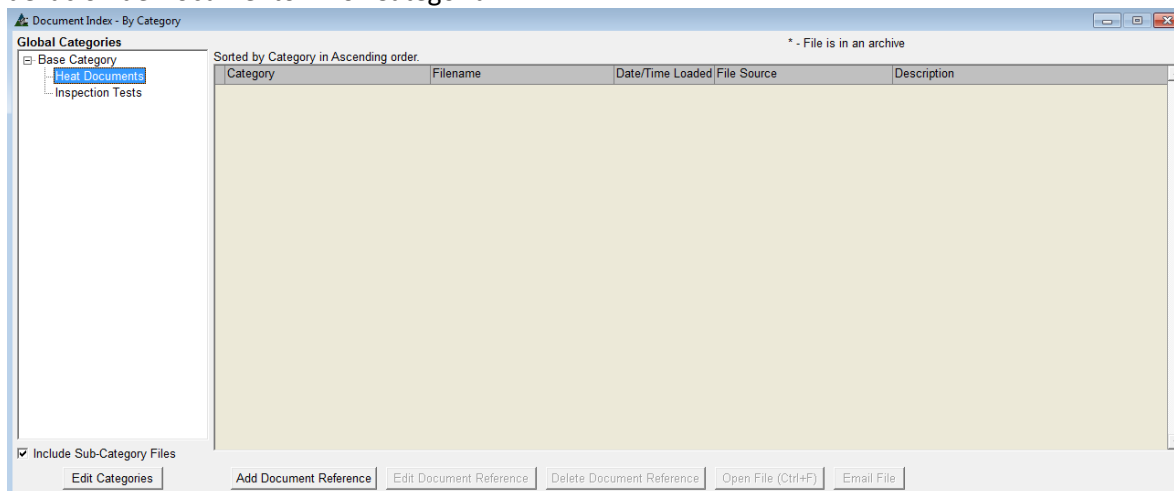 Document Index - By Category
Global Categories
* - File is in an archive
Base Category
Sorted by Category in Ascending order.
Heat Documents
Category Filename Date/Time Loaded File Source Description
Inspection Tests
Include Sub-Category Files
Edit Categories Add Document Reference Edit Document Reference Delete Document Reference Open File (Ctrl+F) Email File